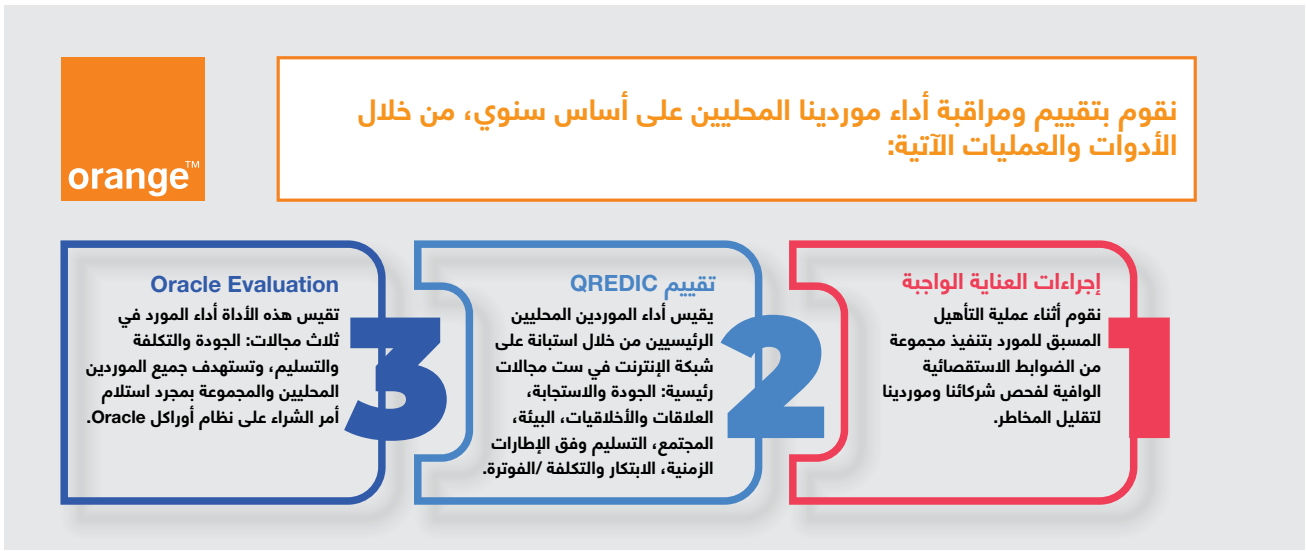 orange™
نقوم بتقييم ومراقبة أداء موردينا المحليين على أساس سنوي، من خلال
الأدوات والعمليات الآتية:
1
إجراءات العناية الواجبة
نقوم أثناء عملية التأهيل
المسبق للمورد بتنفيذ مجموعة
من الضوابط الاستقصائية
الوافية لفحص شركائنا وموردينا
لتقليل المخاطر.
2
تقييم QREDIC
يقيس أداء الموردين المحليين
الرئيسيين من خلال استبانة على
شبكة الإنترنت في ست مجالات
رئيسية: الجودة والاستجابة،
العلاقات والأخلاقيات، البيئة،
المجتمع، التسليم وفق الإطارات
الزمنية، الابتكار والتكلفة /الفوترة.
3
Oracle Evaluation
تقيس هذه الأداة أداء المورد في
ثلاث مجالات: الجودة والتكلفة
والتسليم، وتستهدف جميع الموردين
المحليين والمجموعة بمجرد استلام
أمر الشراء على نظام أوراكل Oracle.